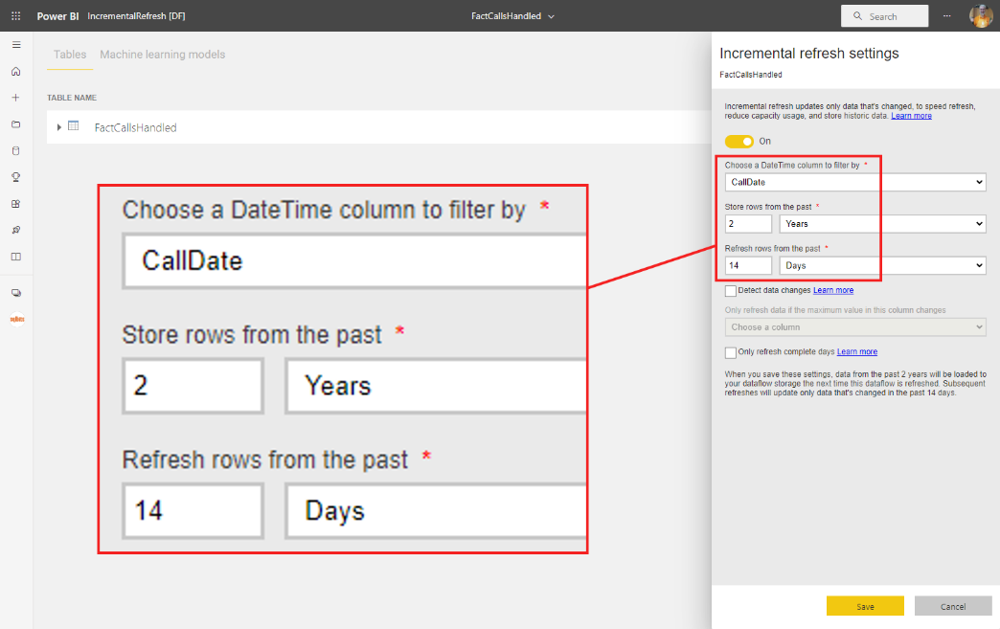 Power BI IncrementalRefresh [DF] FactCallsHandled Search
Tables Machine learning models
TABLE NAME
FactCallsHandled
Choose a DateTime column to filter by *
CallDate
Store rows from the past *
2 Years
Refresh rows from the past *
14 Days
Incremental refresh settings
FactCallsHandled
Incremental refresh updates only data that's changed, to speed refresh,
reduce capacity usage, and store historic data. Learn more
On
Choose a DateTime column to filter by *
CallDate
Store rows from the past *
2 Years
Refresh rows from the past *
14 Days
Detect data changes Learn more
Only refresh data if the maximum value in this column changes
Choose a column
Only refresh complete days Learn more
When you save these settings, data from the past 2 years will be loaded to
your dataflow storage the next time this dataflow is refreshed. Subsequent
refreshes will update only data that's changed in the past 14 days.
Save Cancel